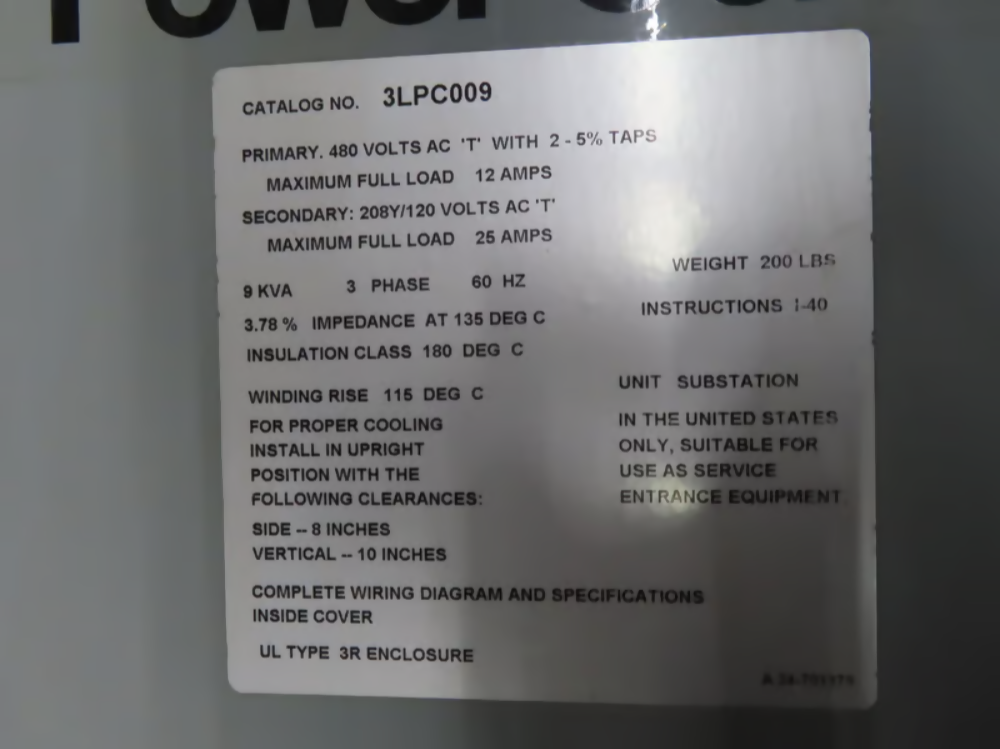 CATALOG NO. 3LPC009
PRIMARY. 480 VOLTS AC 'T' WITH 2 - 5% TAPS
MAXIMUM FULL LOAD 12 AMPS
SECONDARY: 208Y/120 VOLTS AC 'T'
MAXIMUM FULL LOAD 25 AMPS
WEIGHT 200 LBS
9 KVA 3 PHASE 60 HZ
INSTRUCTIONS I-40
3.78 % IMPEDANCE AT 135 DEG C
INSULATION CLASS 180 DEG C
WINDING RISE 115 DEG C
FOR PROPER COOLING
INSTALL IN UPRIGHT
POSITION WITH THE
FOLLOWING CLEARANCES:
SIDE -- 8 INCHES
VERTICAL -- 10 INCHES
UNIT SUBSTATION
IN THE UNITED STATES
ONLY, SUITABLE FOR
USE AS SERVICE
ENTRANCE EQUIPMENT
COMPLETE WIRING DIAGRAM AND SPECIFICATIONS
INSIDE COVER
UL TYPE 3R ENCLOSURE